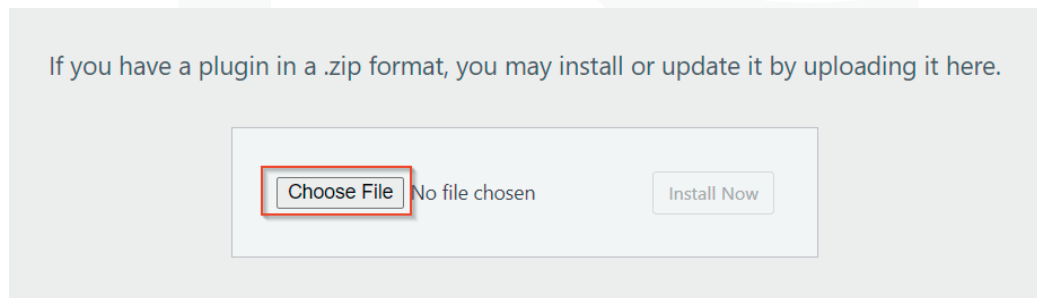 If you have a plugin in a .zip format, you may install or update it by uploading it here.
Choose File No file chosen Install Now